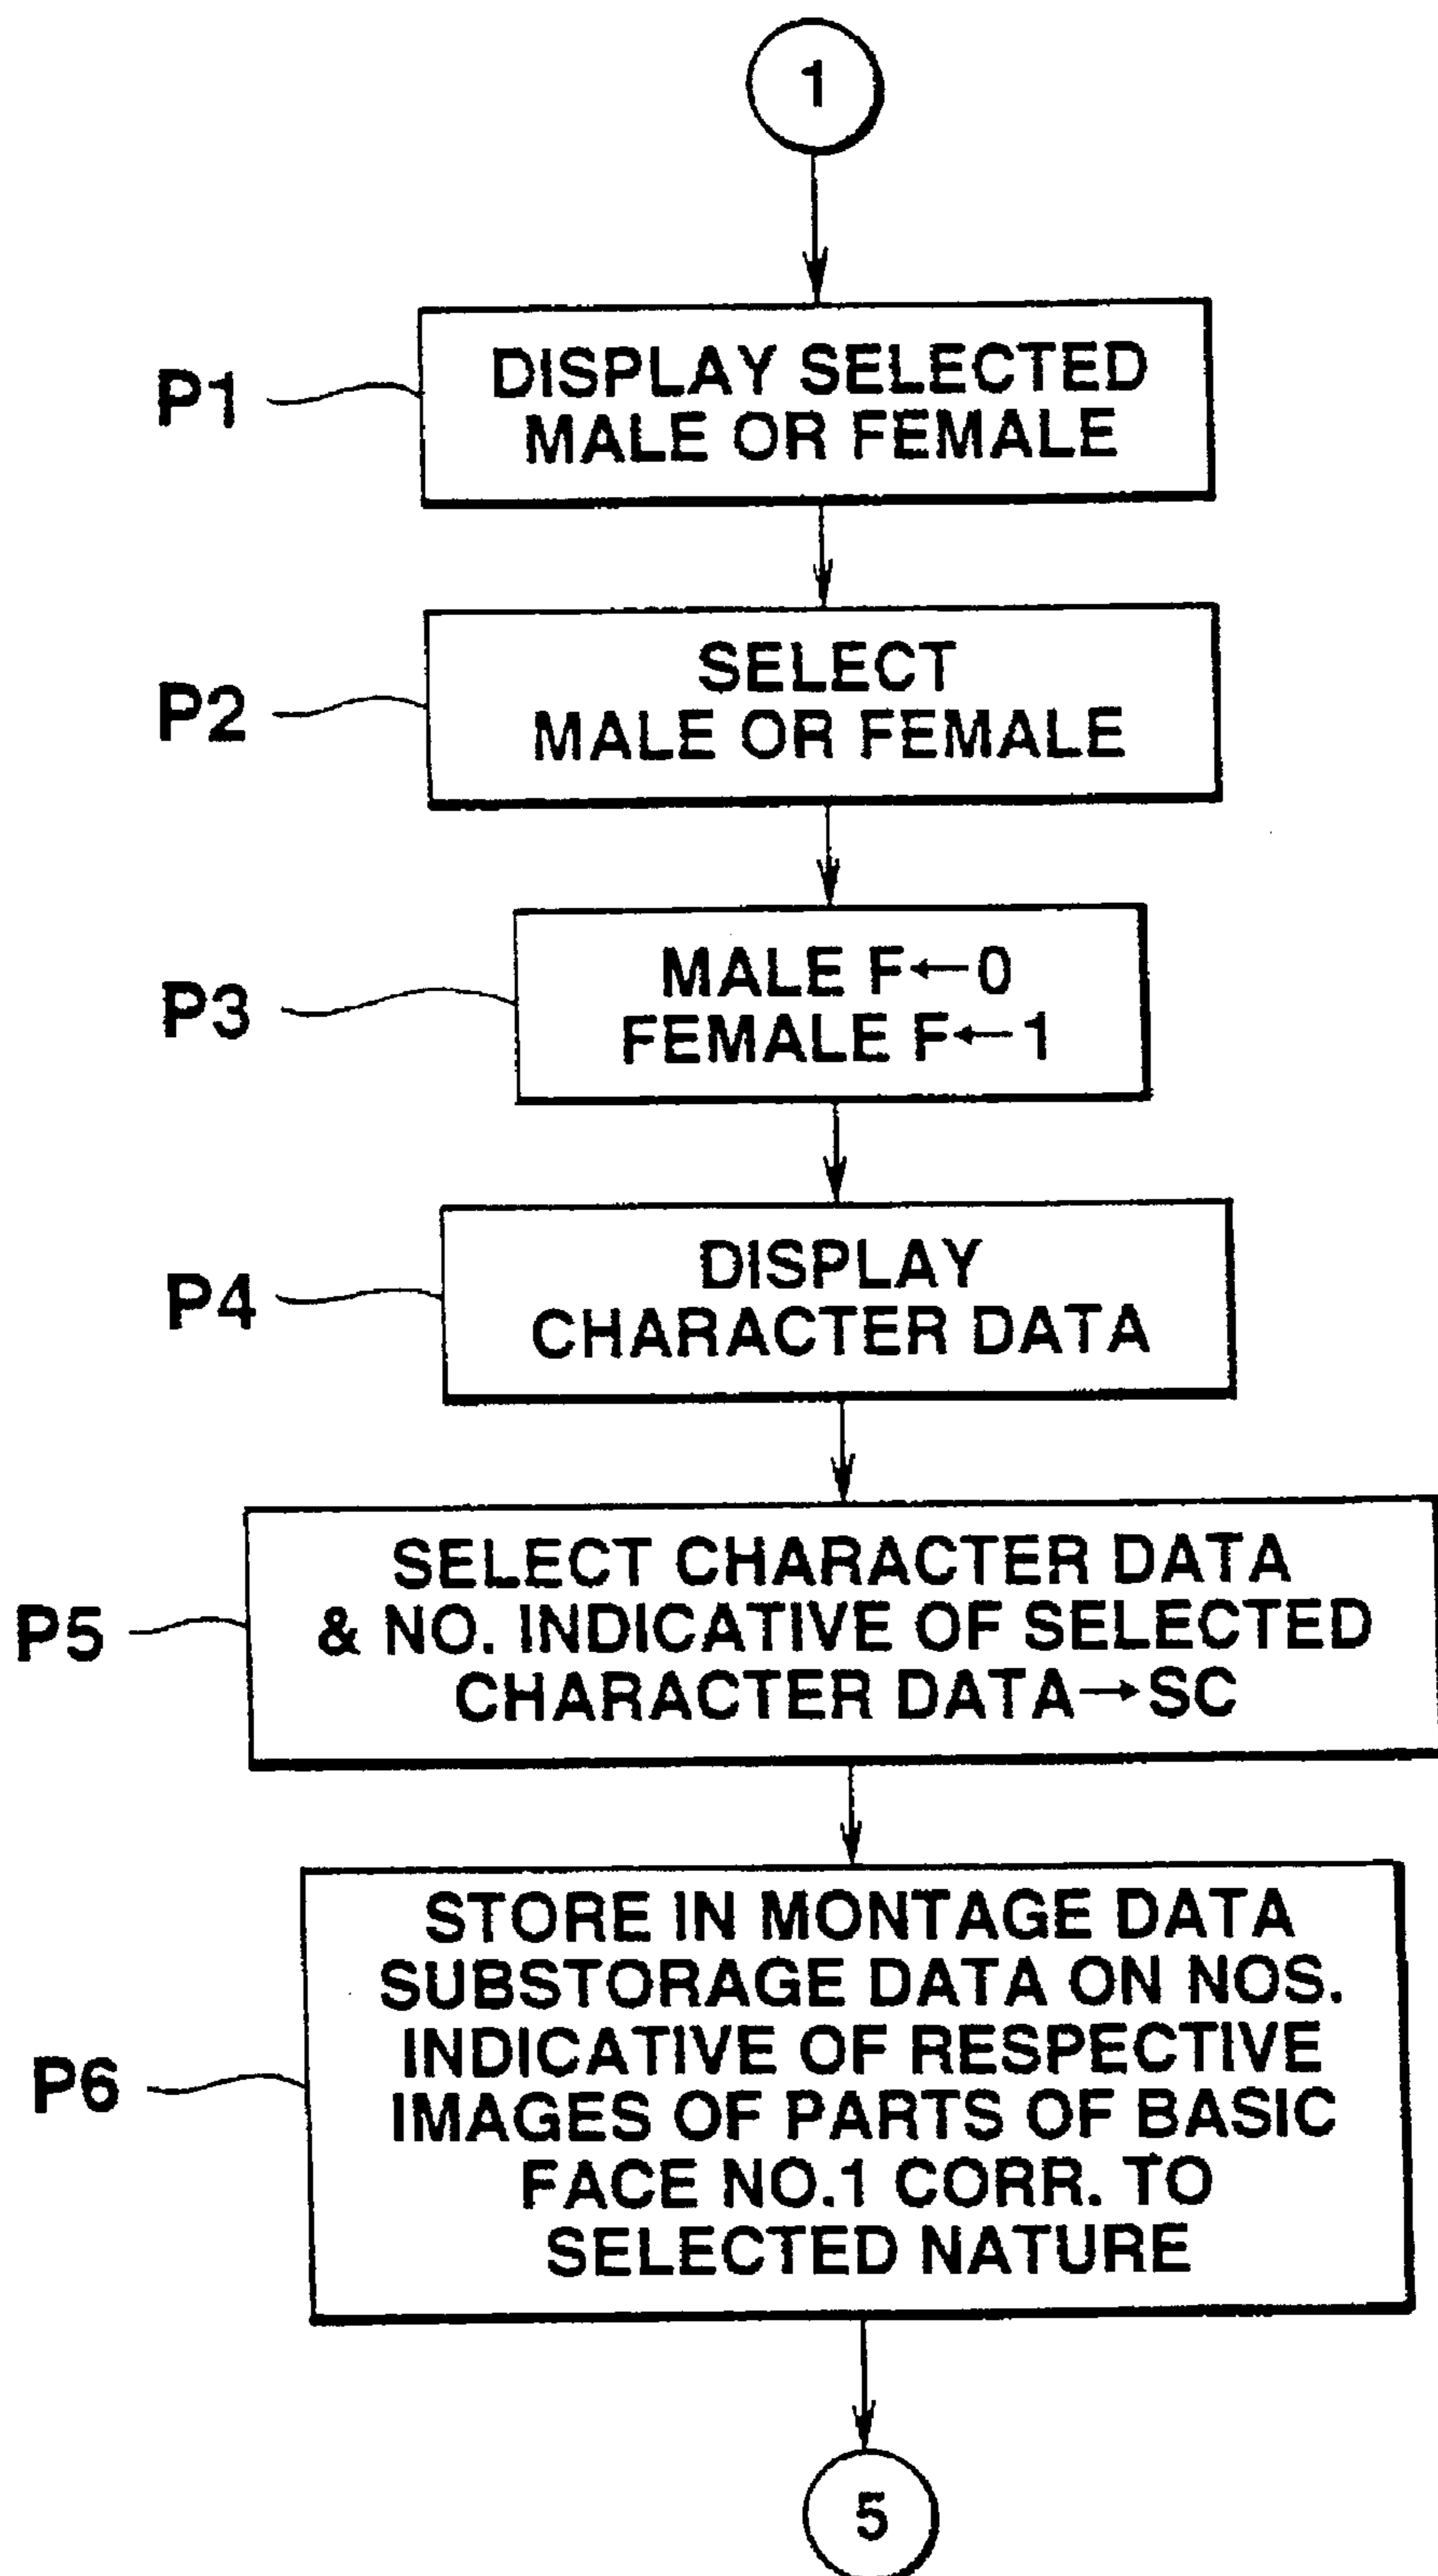 1
P1
DISPLAY SELECTED
MALE OR FEMALE
P2
SELECT
MALE OR FEMALE
P3
MALE F←0
FEMALE F←1
P4
DISPLAY
CHARACTER DATA
P5
SELECT CHARACTER DATA
& NO. INDICATIVE OF SELECTED
CHARACTER DATA→SC
P6
STORE IN MONTAGE DATA
SUBSTORAGE DATA ON NOS.
INDICATIVE OF RESPECTIVE
IMAGES OF PARTS OF BASIC
FACE NO.1 CORR. TO
SELECTED NATURE
5